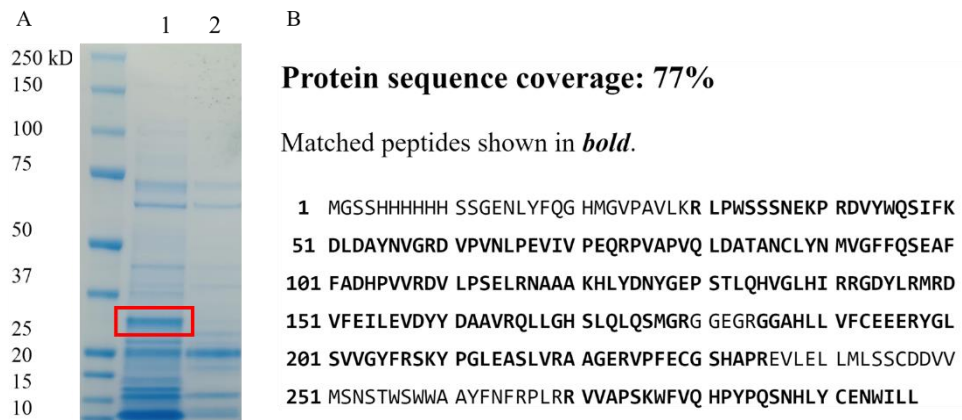 A
B
1 2
250 kD
150
100
75
50
37
25
20
15
10
Protein sequence coverage: 77%
Matched peptides shown in bold.
1 MGSSHHHHHH SSGENLYFQG HMGVPAVLKR LPWSSSNEKP RDVYWQSIFK
51 DLDAYNVGRD VPVNLPEVIV PEQRPVAPVQ LDATANCLYN MVGFFQSEAF
101 FADHPVVRDV LPSELRNAAA KHLYDNYGEP STLQHVGLHI RRGDYLRMRD
151 VFEILEVDYY DAAVRQLLGH SLQLQSMGRG GEGRGGAHLL VFCEEERYGL
201 SVVGYFRSKY PGLEASLVRA AGERVPFECG SHAPREVLEL LMLSSCDDVV
251 MSNSTWSWWA AYFNFRPLRR VVAPSKWFVQ HPYPQSNHLY CENWILL